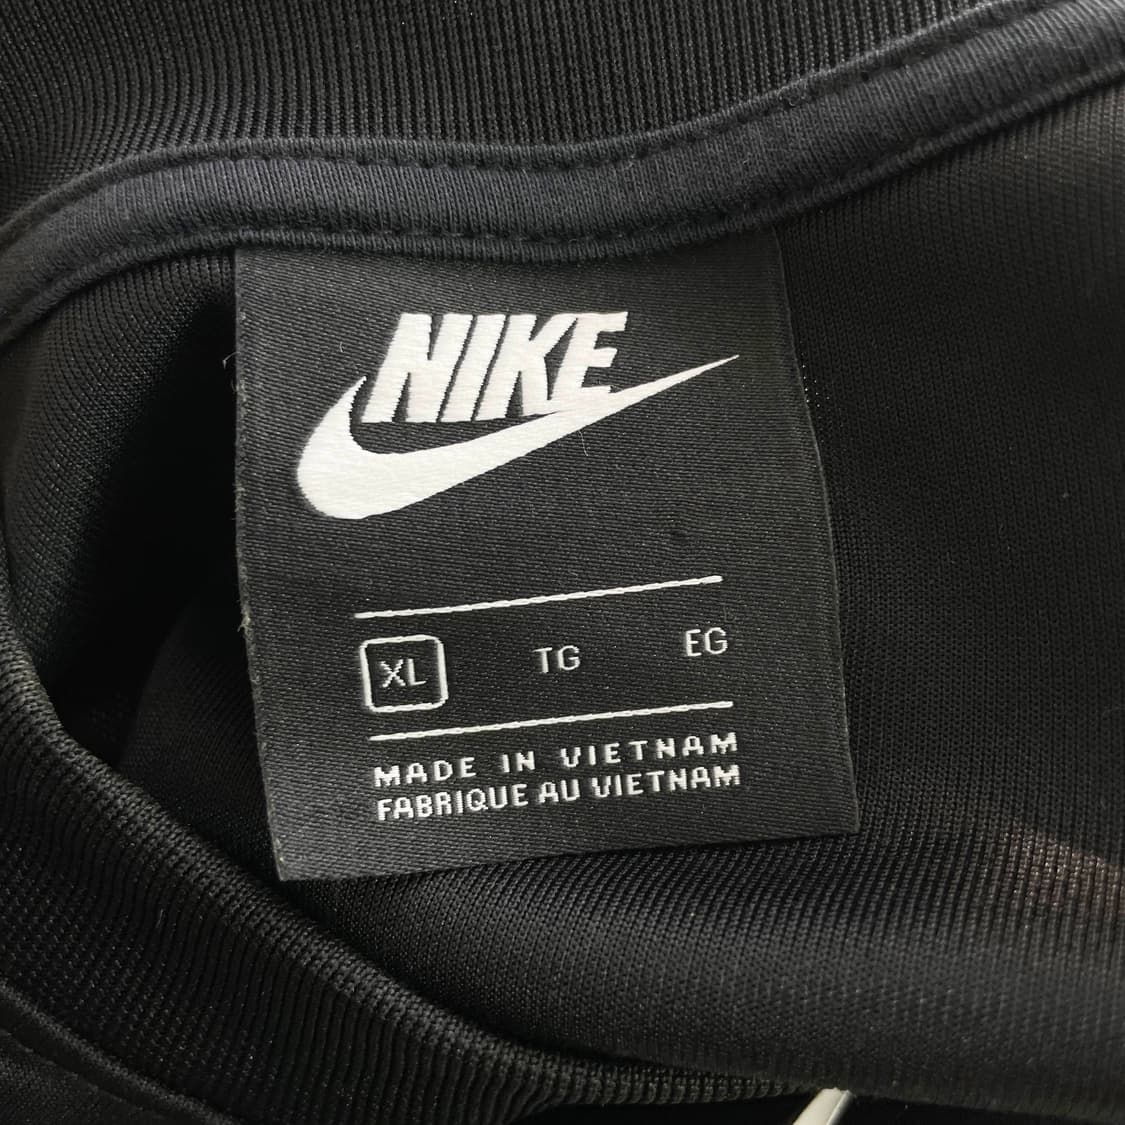 NIKE
XL TG EG
MADE IN VIETNAM
FABRIQUE AU VIETNAM